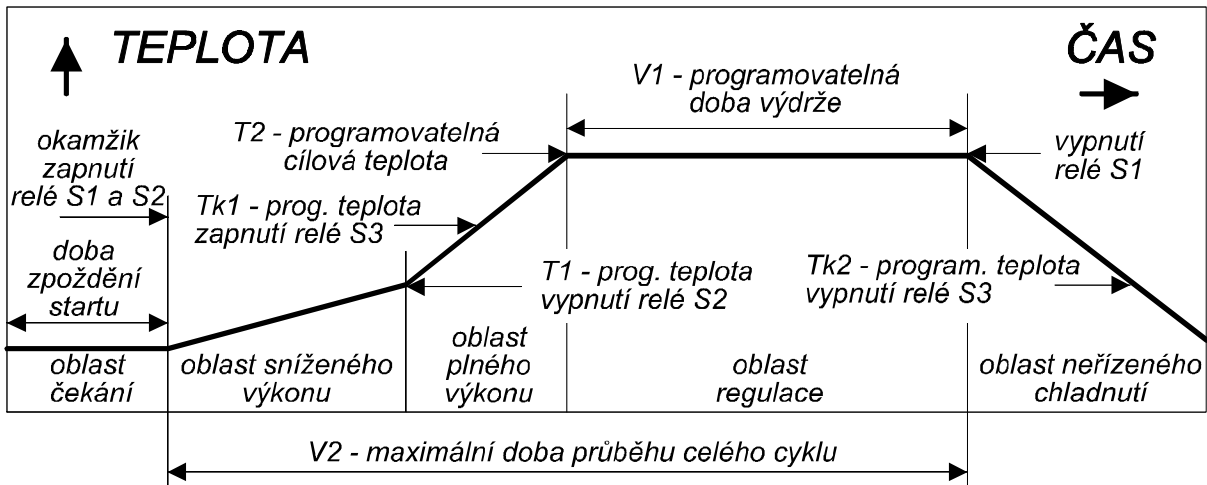 TEPLOTA
ČAS
V1 - programovatelná
doba výdrže
okamžik
zapnutí
relé S1 a S2
T2 - programovatelná
cílová teplota
vypnutí
relé S1
Tk1 - prog. teplota
zapnutí relé S3
doba
zpoždění
startu
T1 - prog. teplota
vypnutí relé S2
Tk2 - program. teplota
vypnutí relé S3
oblast
čekání
oblast sníženého
výkonu
oblast
plného
výkonu
oblast
regulace
oblast neřízeného
chladnutí
V2 - maximální doba průběhu celého cyklu